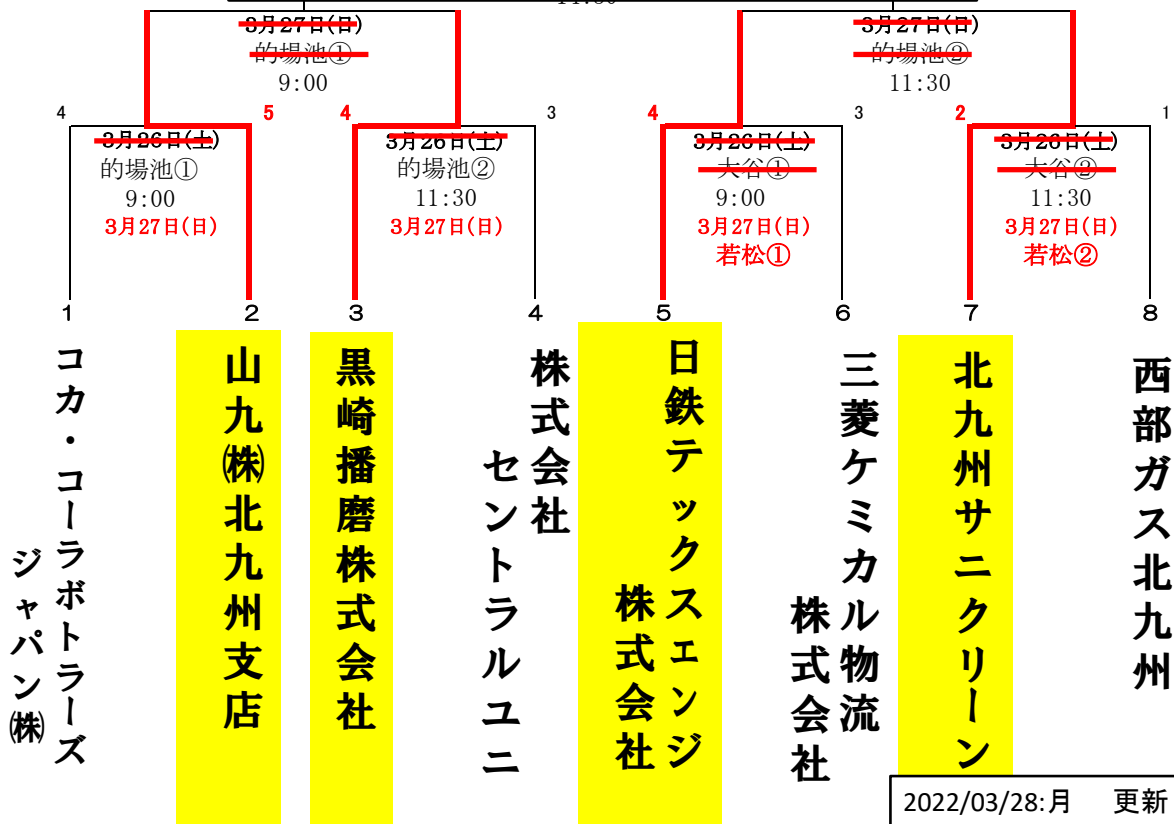 3月27日(日)
的場池①
9:00
3月27日(日)
的場池②
11:30
4
5
4
3
4
3
2
1
3月26日(土)
的場池①
9:00
3月27日(日)
3月26日(土)
的場池②
11:30
3月27日(日)
3月26日(土)
大谷①
9:00
3月27日(日)
若松①
3月26日(土)
大谷②
11:30
3月27日(日)
若松②
1
2
3
4
5
6
7
8
コカ・コーラボトラーズ
ジャパン㈱
山九㈱北九州支店
黒崎播磨株式会社
株式会社
セントラルユニ
日鉄テックスエンジ
株式会社
三菱ケミカル物流
株式会社
北九州サニクリーン
西部ガス北九州
2022/03/28:月 更新